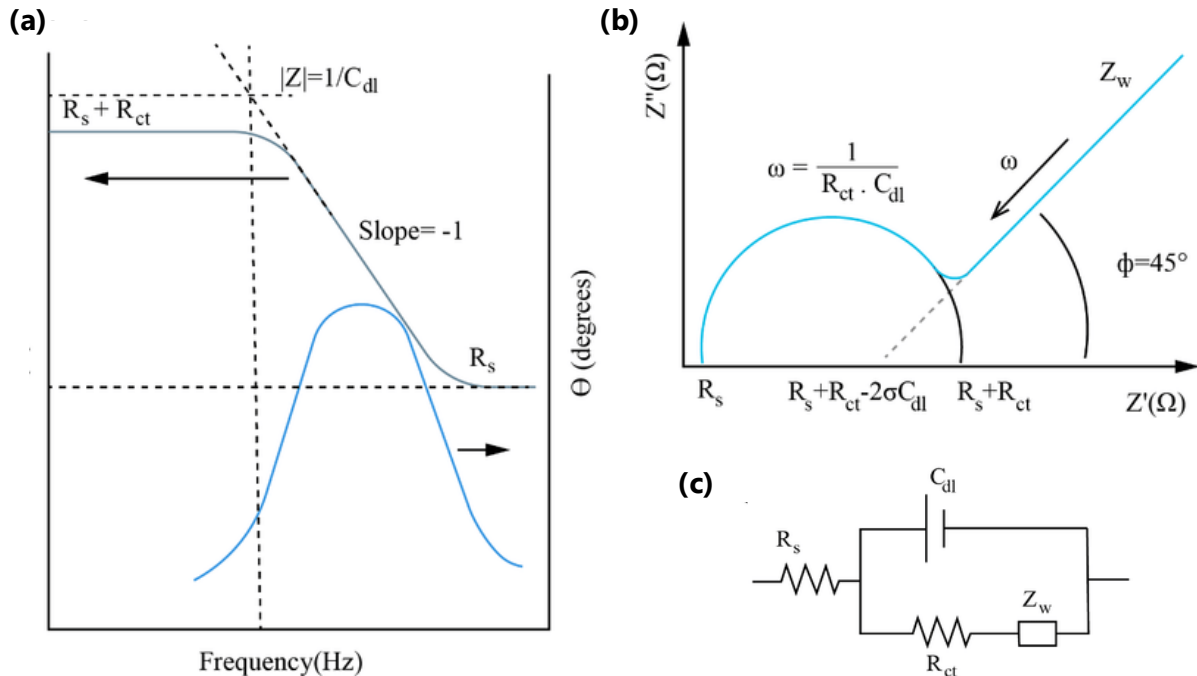 (a)
|Z|=1/Cdl
Rs + Rct
Slope= -1
Rs
Θ (degrees)
Frequency(Hz)
(b)
Z"(Ω)
Zw
ω
ω = 1
Rct . Cdl
ϕ=45°
Rs
Rs+Rct-2σCdl
Rs+Rct
Z'(Ω)
(c)
Cdl
Rs
Zw
Rct